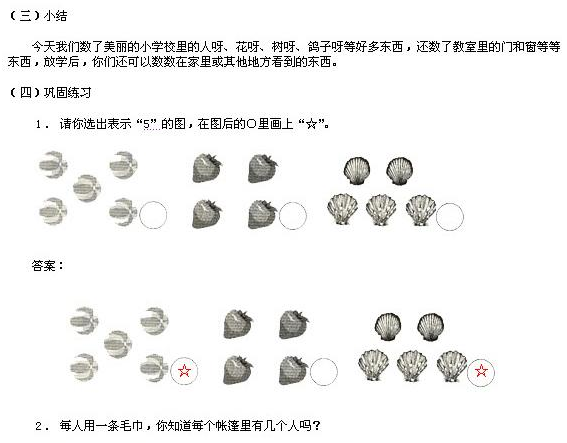 （三）小结
今天我们数了美丽的小学校里的人呀、花呀、树呀、鸽子呀等好多东西，还数了教室里的门和窗等等
东西，放学后，你们还可以数数在家里或其他地方看到的东西。
（四）巩固练习
1． 请你选出表示“5”的图，在图后的○里画上“☆”。
答案：
2． 每人用一条毛巾，你知道每个帐篷里有几个人吗？